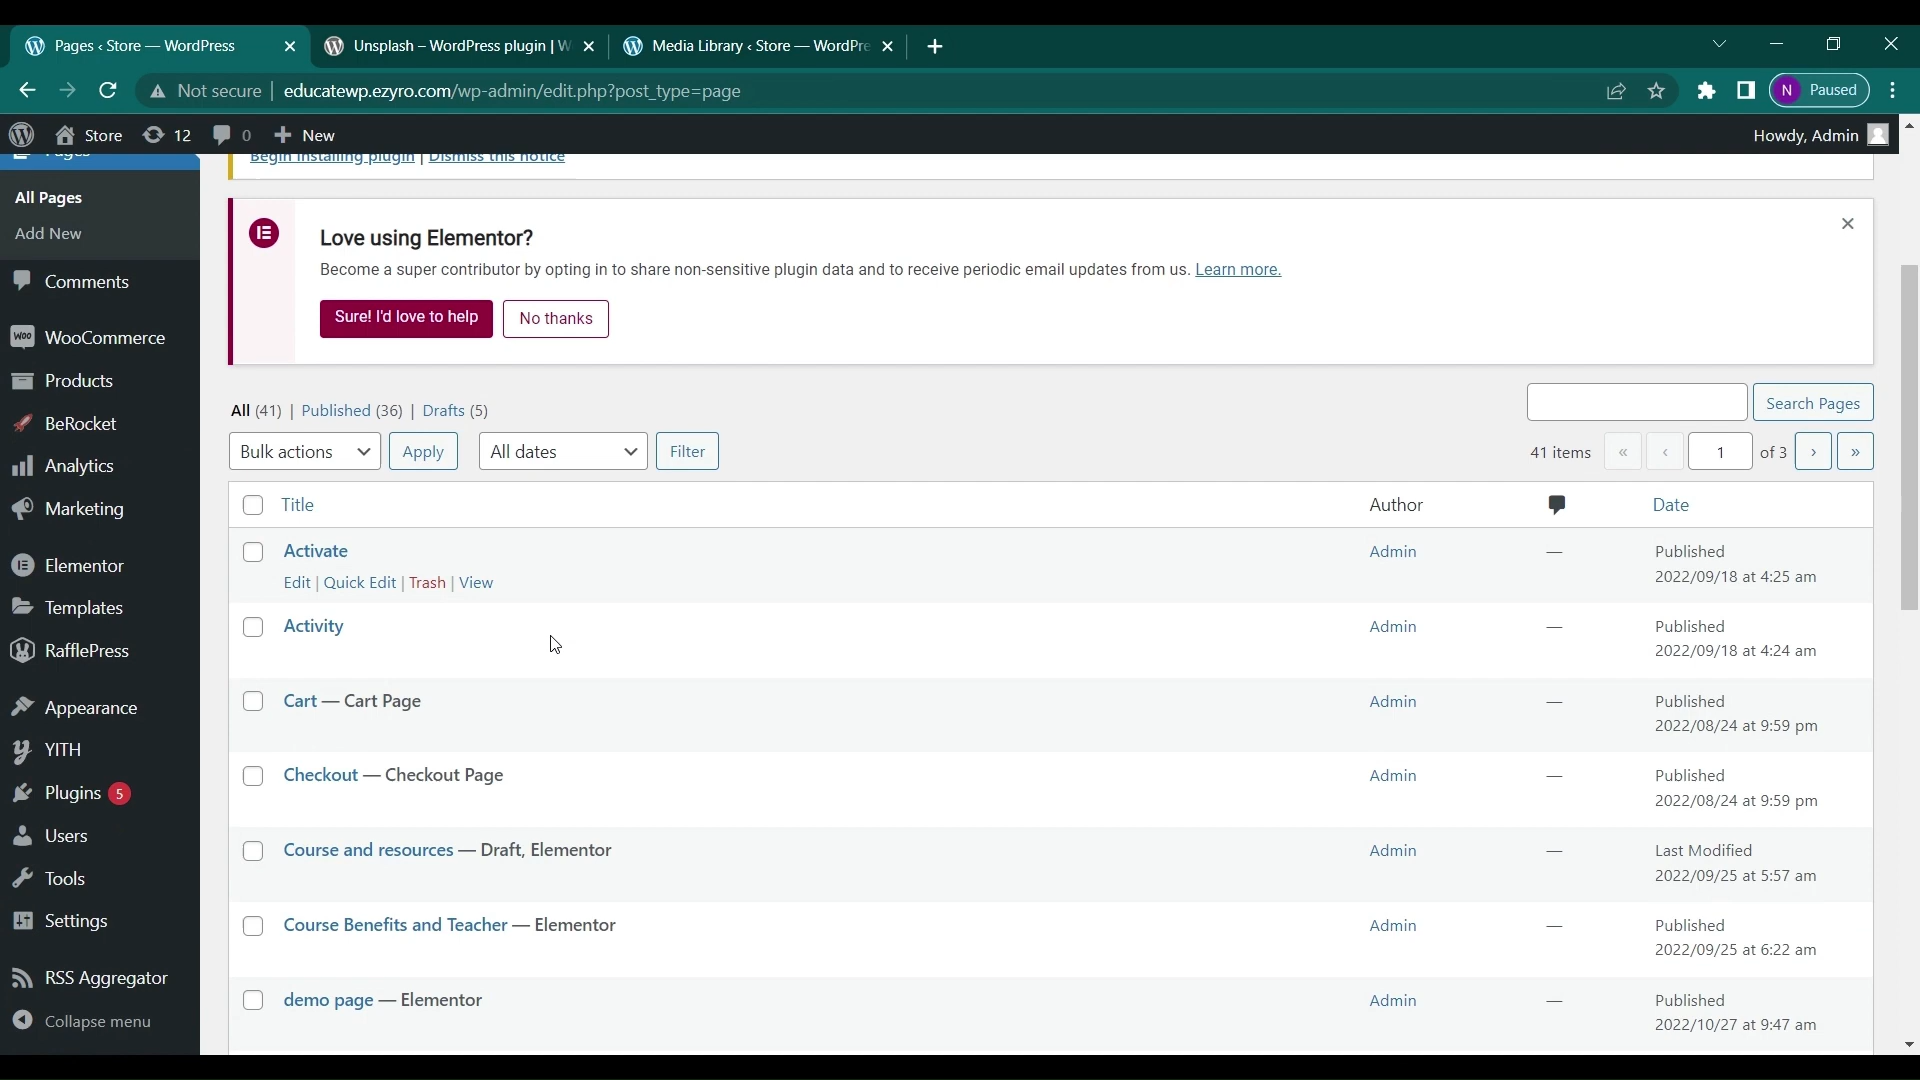 Pages ‹ Store — WordPress
Unsplash – WordPress plugin | W
Media Library ‹ Store — WordPre
Not secure | educatewp.ezyro.com/wp-admin/edit.php?post_type=page
N Paused
Store 12 0 New
Howdy, Admin
Pages
All Pages
Add New
Comments
Woo WooCommerce
Products
BeRocket
Analytics
Marketing
Elementor
Templates
RafflePress
Appearance
YITH
Plugins 5
Users
Tools
Settings
RSS Aggregator
Collapse menu
Begin installing plugin | Dismiss this notice
Love using Elementor?
Become a super contributor by opting in to share non-sensitive plugin data and to receive periodic email updates from us. Learn more.
Sure! I'd love to help No thanks
All (41) | Published (36) | Drafts (5)
Search Pages
Bulk actions Apply All dates Filter
41 items « ‹ 1 of 3 › »
Title Author Date
Activate Admin — Published
Edit | Quick Edit | Trash | View 2022/09/18 at 4:25 am
Activity Admin — Published
2022/09/18 at 4:24 am
Cart — Cart Page Admin — Published
2022/08/24 at 9:59 pm
Checkout — Checkout Page Admin — Published
2022/08/24 at 9:59 pm
Course and resources — Draft, Elementor Admin — Last Modified
2022/09/25 at 5:57 am
Course Benefits and Teacher — Elementor Admin — Published
2022/09/25 at 6:22 am
demo page — Elementor Admin — Published
2022/10/27 at 9:47 am